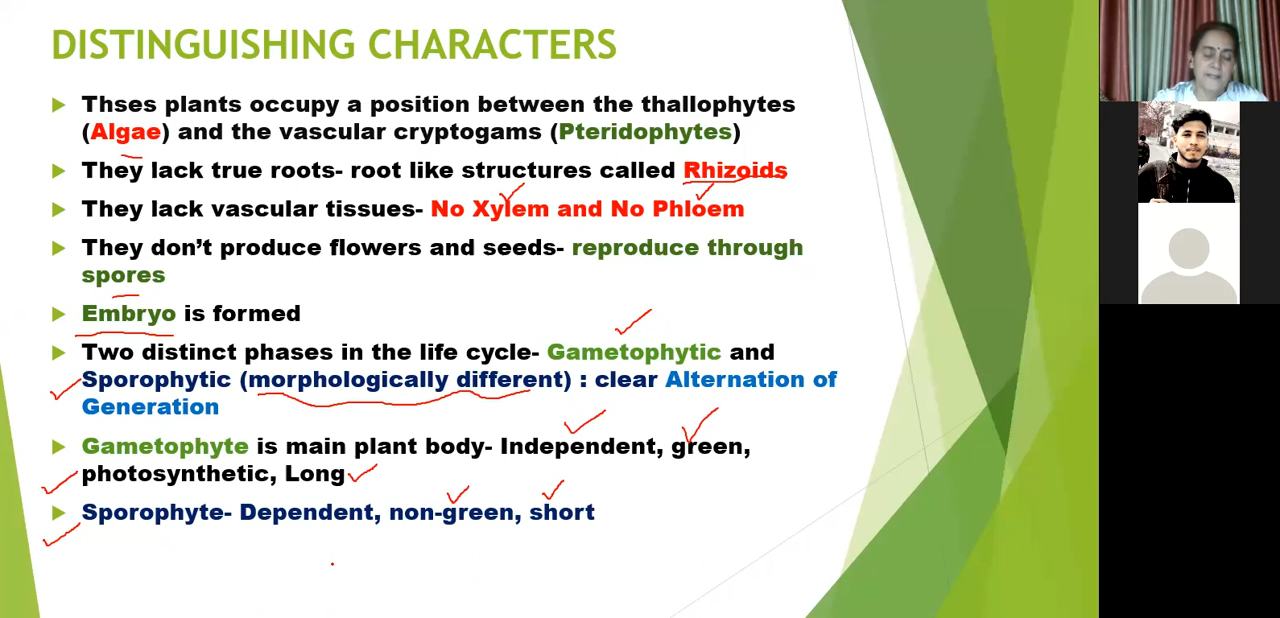 DISTINGUISHING CHARACTERS
Thses plants occupy a position between the thallophytes
(Algae) and the vascular cryptogams (Pteridophytes)
They lack true roots- root like structures called Rhizoids
They lack vascular tissues- No Xylem and No Phloem
They don’t produce flowers and seeds- reproduce through
spores
Embryo is formed
Two distinct phases in the life cycle- Gametophytic and
Sporophytic (morphologically different) : clear Alternation of
Generation
Gametophyte is main plant body- Independent, green,
photosynthetic, Long
Sporophyte- Dependent, non-green, short